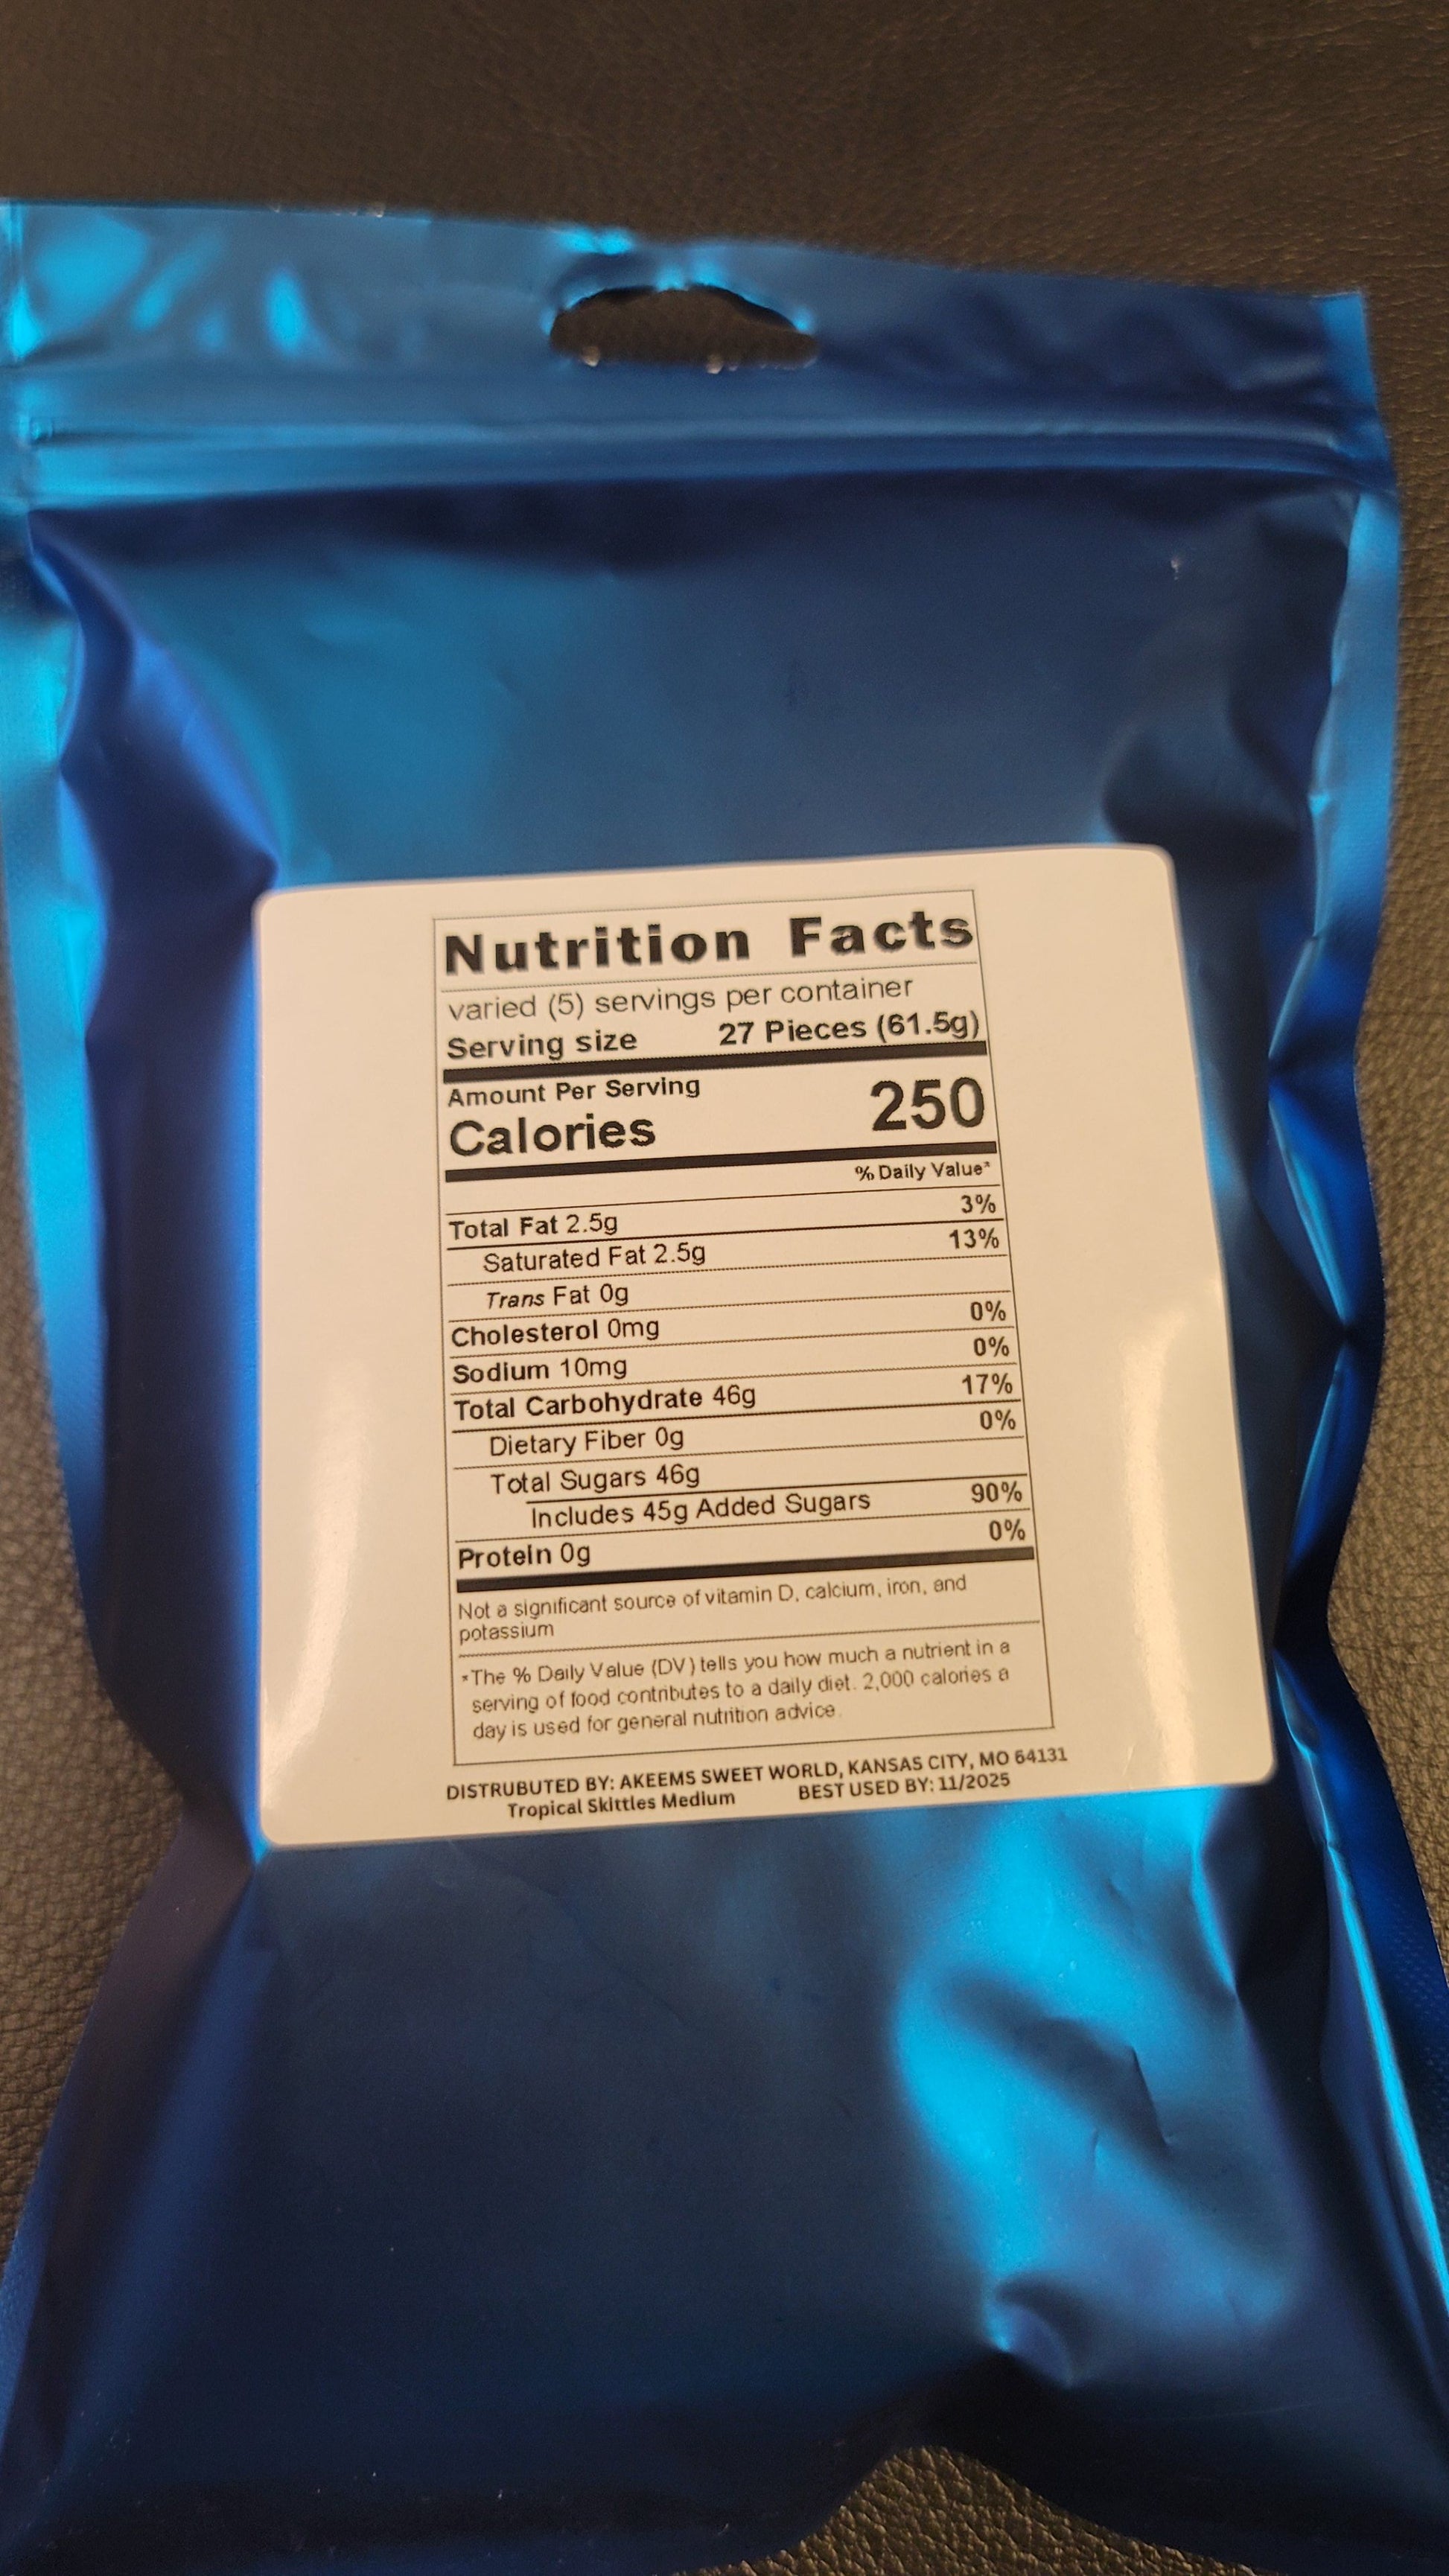 Nutrition Facts
varied (5) servings per container
Serving size 27 Pieces (61.5g)
Amount Per Serving
Calories 250
% Daily Value*
Total Fat 2.5g 3%
Saturated Fat 2.5g 13%
Trans Fat 0g
Cholesterol 0mg 0%
Sodium 10mg 0%
Total Carbohydrate 46g 17%
Dietary Fiber 0g 0%
Total Sugars 46g
Includes 45g Added Sugars 90%
Protein 0g 0%
Not a significant source of vitamin D, calcium, iron, and
potassium
*The % Daily Value (DV) tells you how much a nutrient in a
serving of food contributes to a daily diet. 2,000 calories a
day is used for general nutrition advice.
DISTRUBUTED BY: AKEEMS SWEET WORLD, KANSAS CITY, MO 64131
Tropical Skittles Medium BEST USED BY: 11/2025